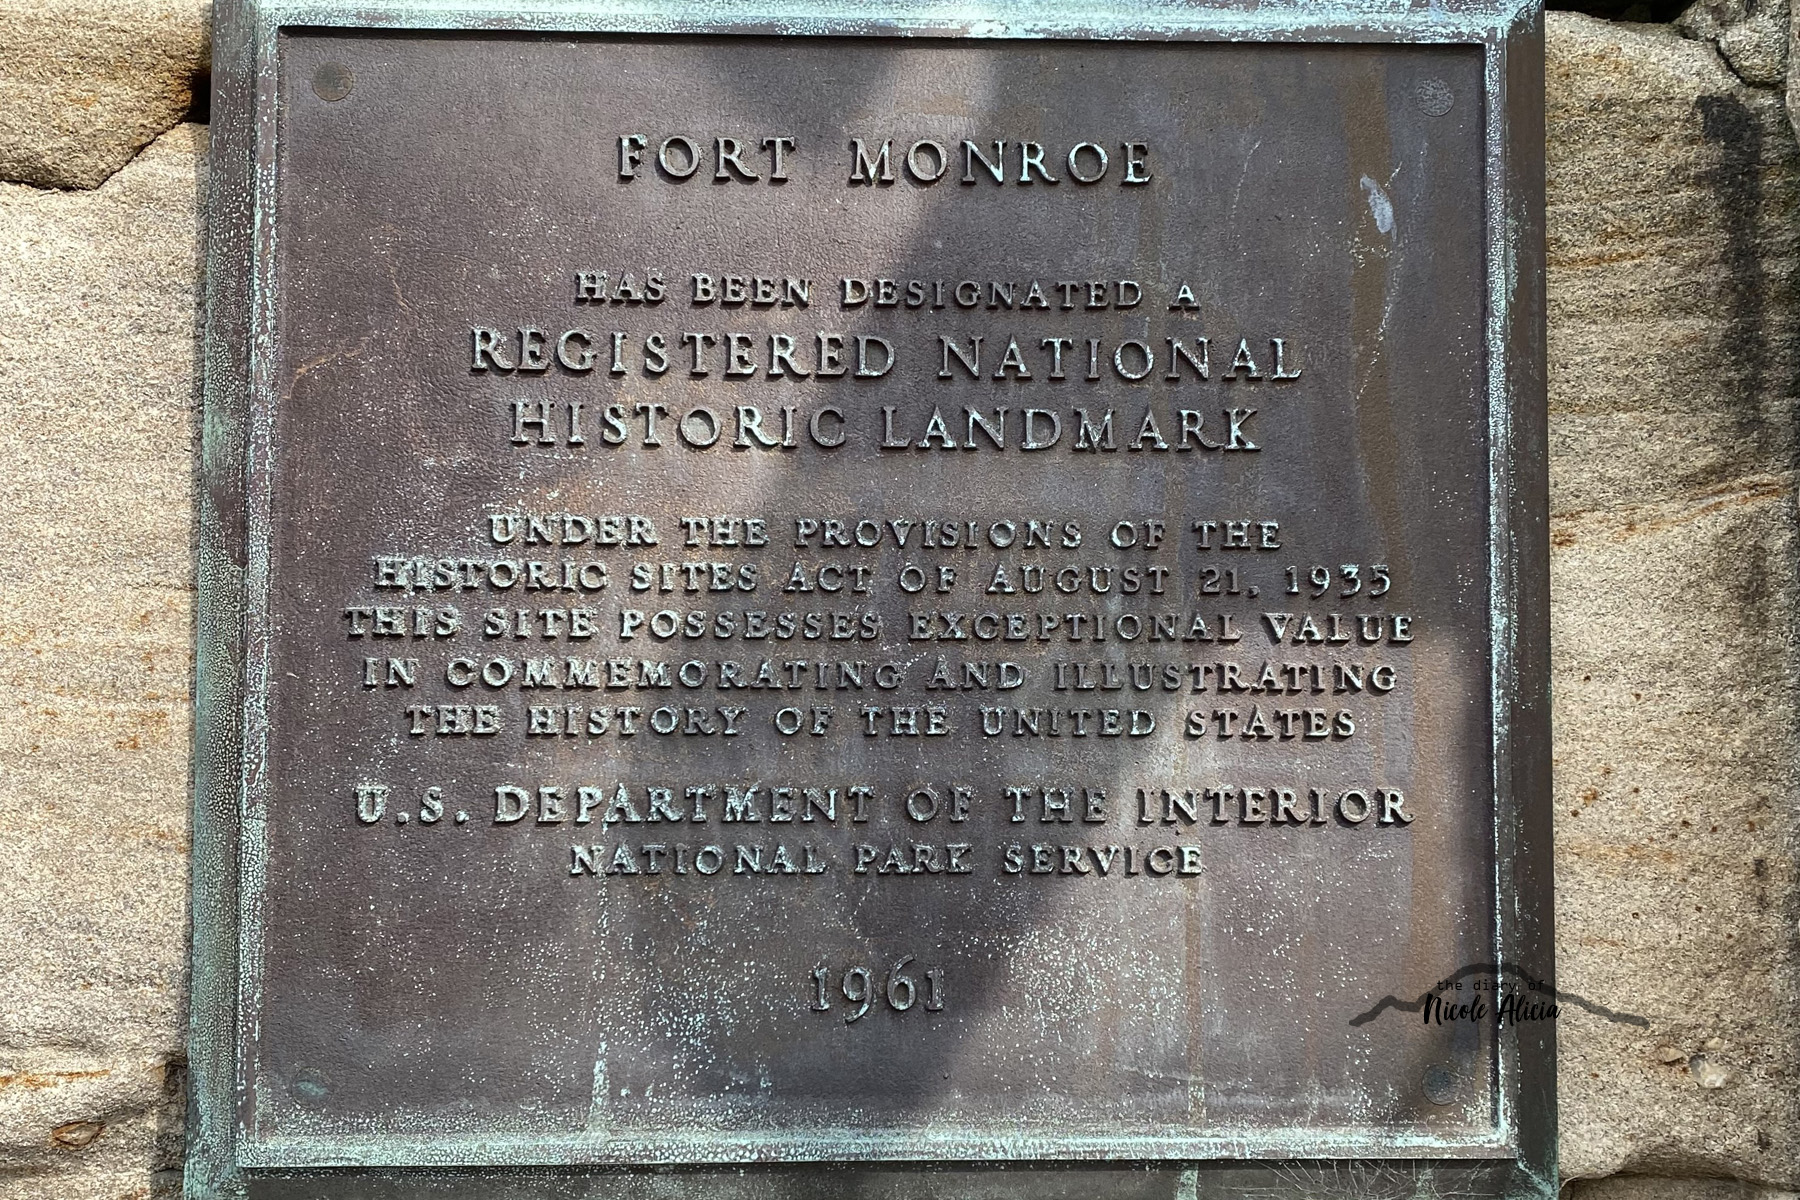 FORT MONROE
HAS BEEN DESIGNATED A
REGISTERED NATIONAL
HISTORIC LANDMARK
UNDER THE PROVISIONS OF THE
HISTORIC SITES ACT OF AUGUST 21, 1935
THIS SITE POSSESSES EXCEPTIONAL VALUE
IN COMMEMORATING AND ILLUSTRATING
THE HISTORY OF THE UNITED STATES
U.S. DEPARTMENT OF THE INTERIOR
NATIONAL PARK SERVICE
1961
the diary of
Nicole Alicia